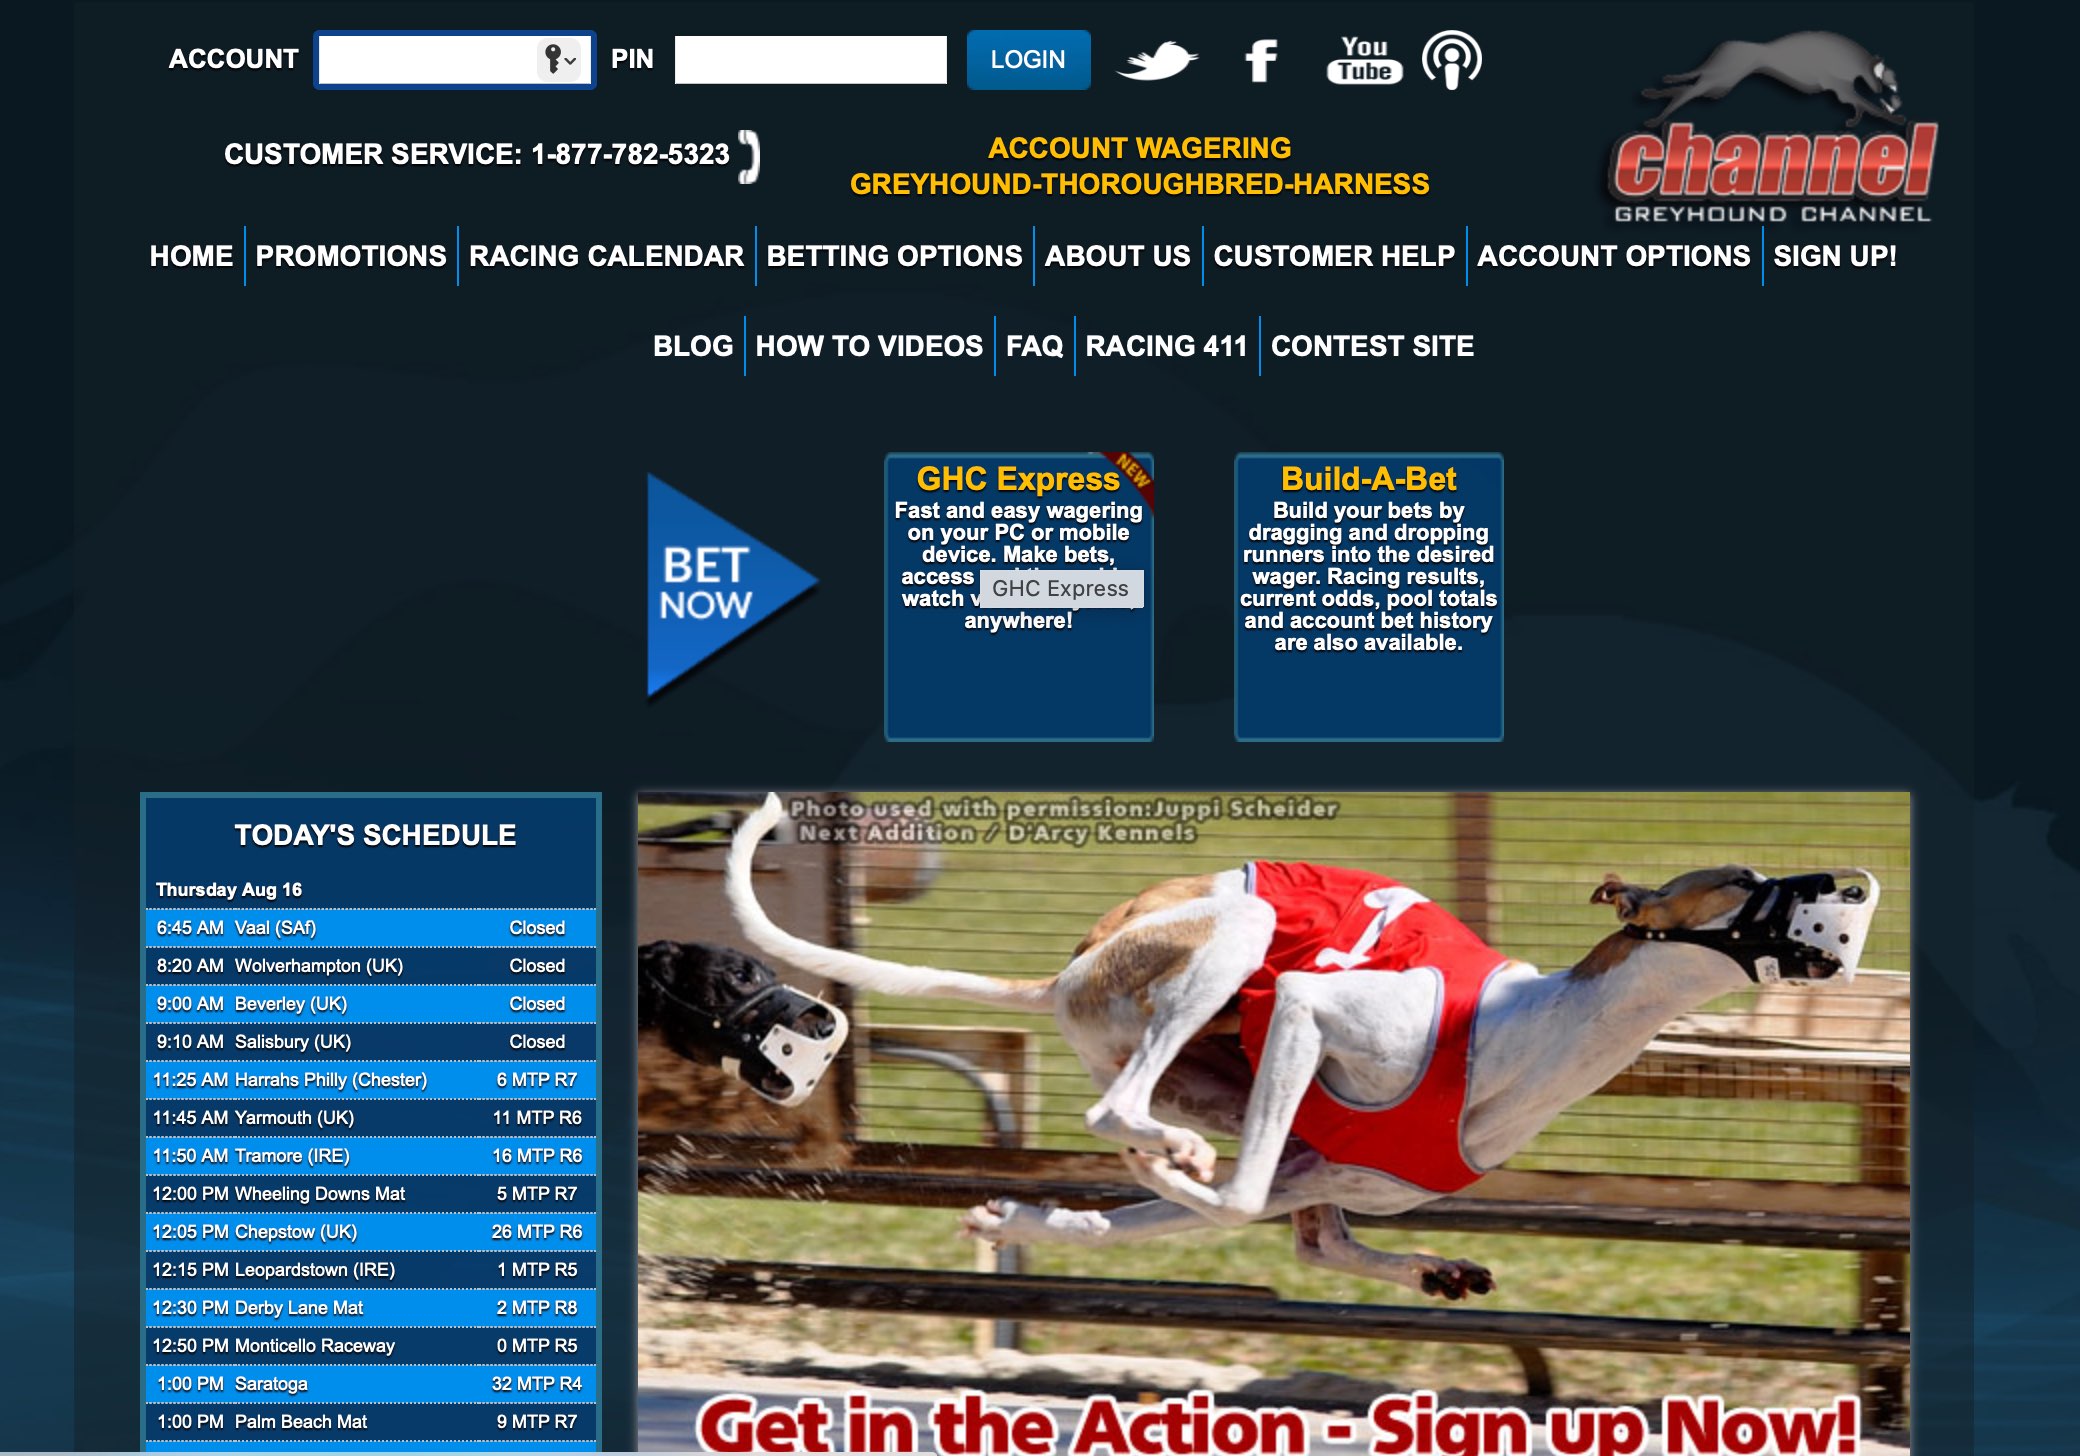 ACCOUNT PIN LOGIN You Tube
CUSTOMER SERVICE: 1-877-782-5323
ACCOUNT WAGERING
GREYHOUND-THOROUGHBRED-HARNESS
channel
GREYHOUND CHANNEL
HOME PROMOTIONS RACING CALENDAR BETTING OPTIONS ABOUT US CUSTOMER HELP ACCOUNT OPTIONS SIGN UP!
BLOG HOW TO VIDEOS FAQ RACING 411 CONTEST SITE
BET
NOW
GHC Express
NEW
Fast and easy wagering
on your PC or mobile
device. Make bets,
access
watch
anywhere!
GHC Express
Build-A-Bet
Build your bets by
dragging and dropping
runners into the desired
wager. Racing results,
current odds, pool totals
and account bet history
are also available.
TODAY'S SCHEDULE
Thursday Aug 16
6:45 AM Vaal (SAf) Closed
8:20 AM Wolverhampton (UK) Closed
9:00 AM Beverley (UK) Closed
9:10 AM Salisbury (UK) Closed
11:25 AM Harrahs Philly (Chester) 6 MTP R7
11:45 AM Yarmouth (UK) 11 MTP R6
11:50 AM Tramore (IRE) 16 MTP R6
12:00 PM Wheeling Downs Mat 5 MTP R7
12:05 PM Chepstow (UK) 26 MTP R6
12:15 PM Leopardstown (IRE) 1 MTP R5
12:30 PM Derby Lane Mat 2 MTP R8
12:50 PM Monticello Raceway 0 MTP R5
1:00 PM Saratoga 32 MTP R4
1:00 PM Palm Beach Mat 9 MTP R7
Photo used with permission:Juppi Scheider
Next Addition / D'Arcy Kennels
1
Get in the Action - Sign up Now!